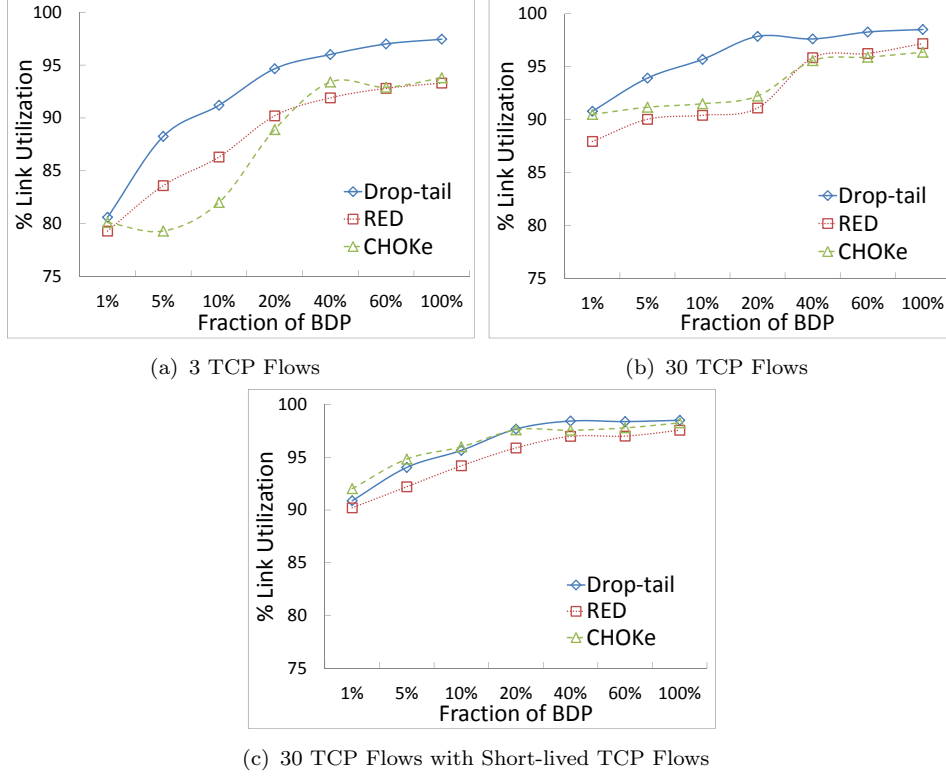 100
95
90
85
80
75
% Link Utilization
Drop-tail
RED
CHOKe
1% 5% 10% 20% 40% 60% 100%
Fraction of BDP
(a) 3 TCP Flows
100
95
90
85
80
75
% Link Utilization
Drop-tail
RED
CHOKe
1% 5% 10% 20% 40% 60% 100%
Fraction of BDP
(b) 30 TCP Flows
100
95
90
85
80
75
% Link Utilization
Drop-tail
RED
CHOKe
1% 5% 10% 20% 40% 60% 100%
Fraction of BDP
(c) 30 TCP Flows with Short-lived TCP Flows